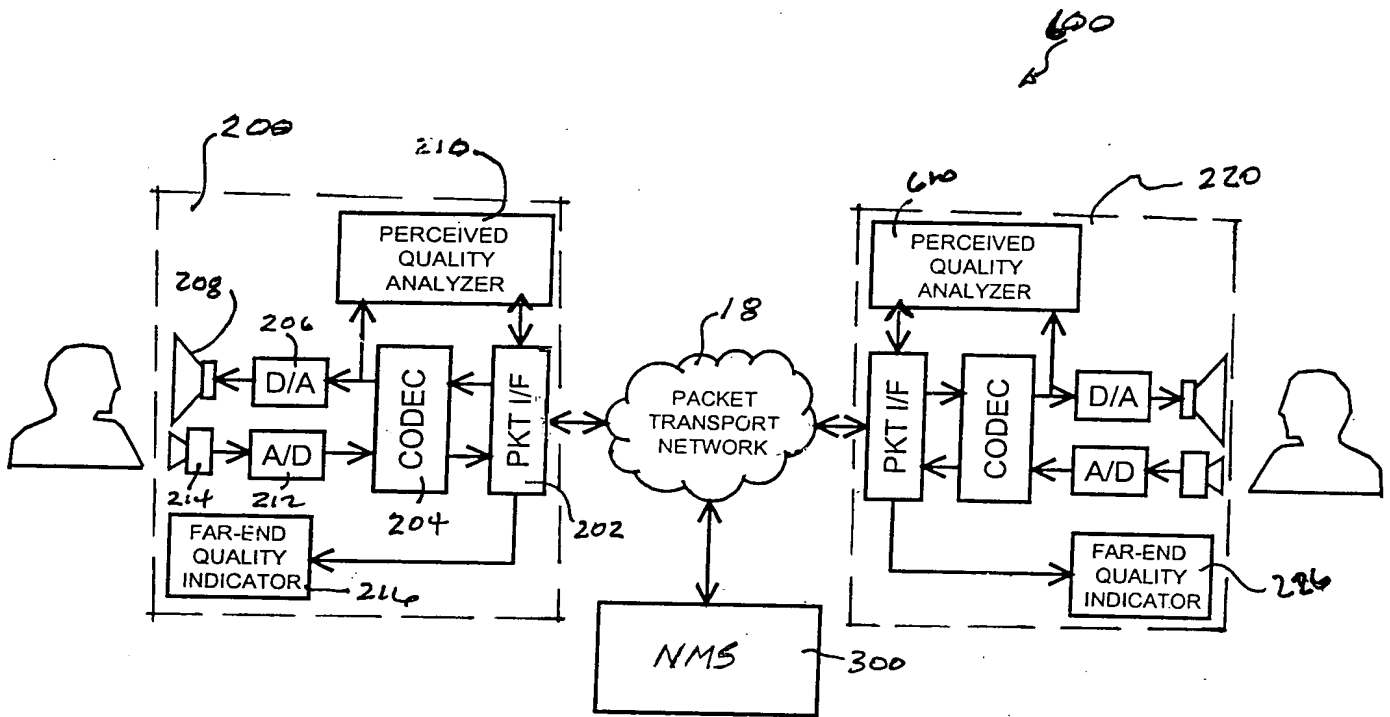 600
200
210
PERCEIVED
QUALITY
ANALYZER
208
206
D/A
CODEC
PKT I/F
A/D
214
212
204
202
FAR-END
QUALITY
INDICATOR
216
18
PACKET
TRANSPORT
NETWORK
NMS
300
610
220
PERCEIVED
QUALITY
ANALYZER
PKT I/F
CODEC
D/A
A/D
FAR-END
QUALITY
INDICATOR
226